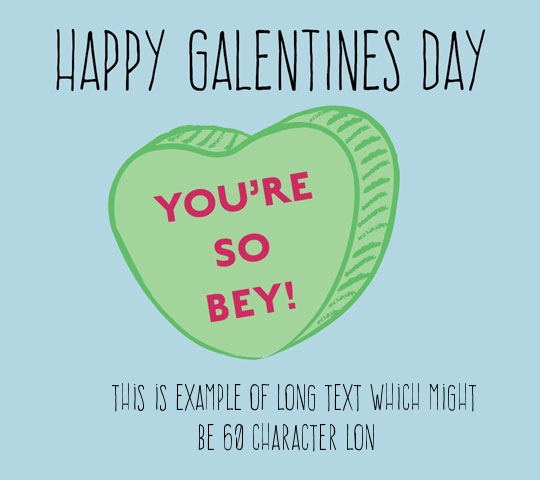 HAPPY GALENTINES DAY
YOU'RE
SO
BEY!
THIS IS EXAMPLE OF LONG TEXT WHICH MIGHT
BE 60 CHARACTER LON